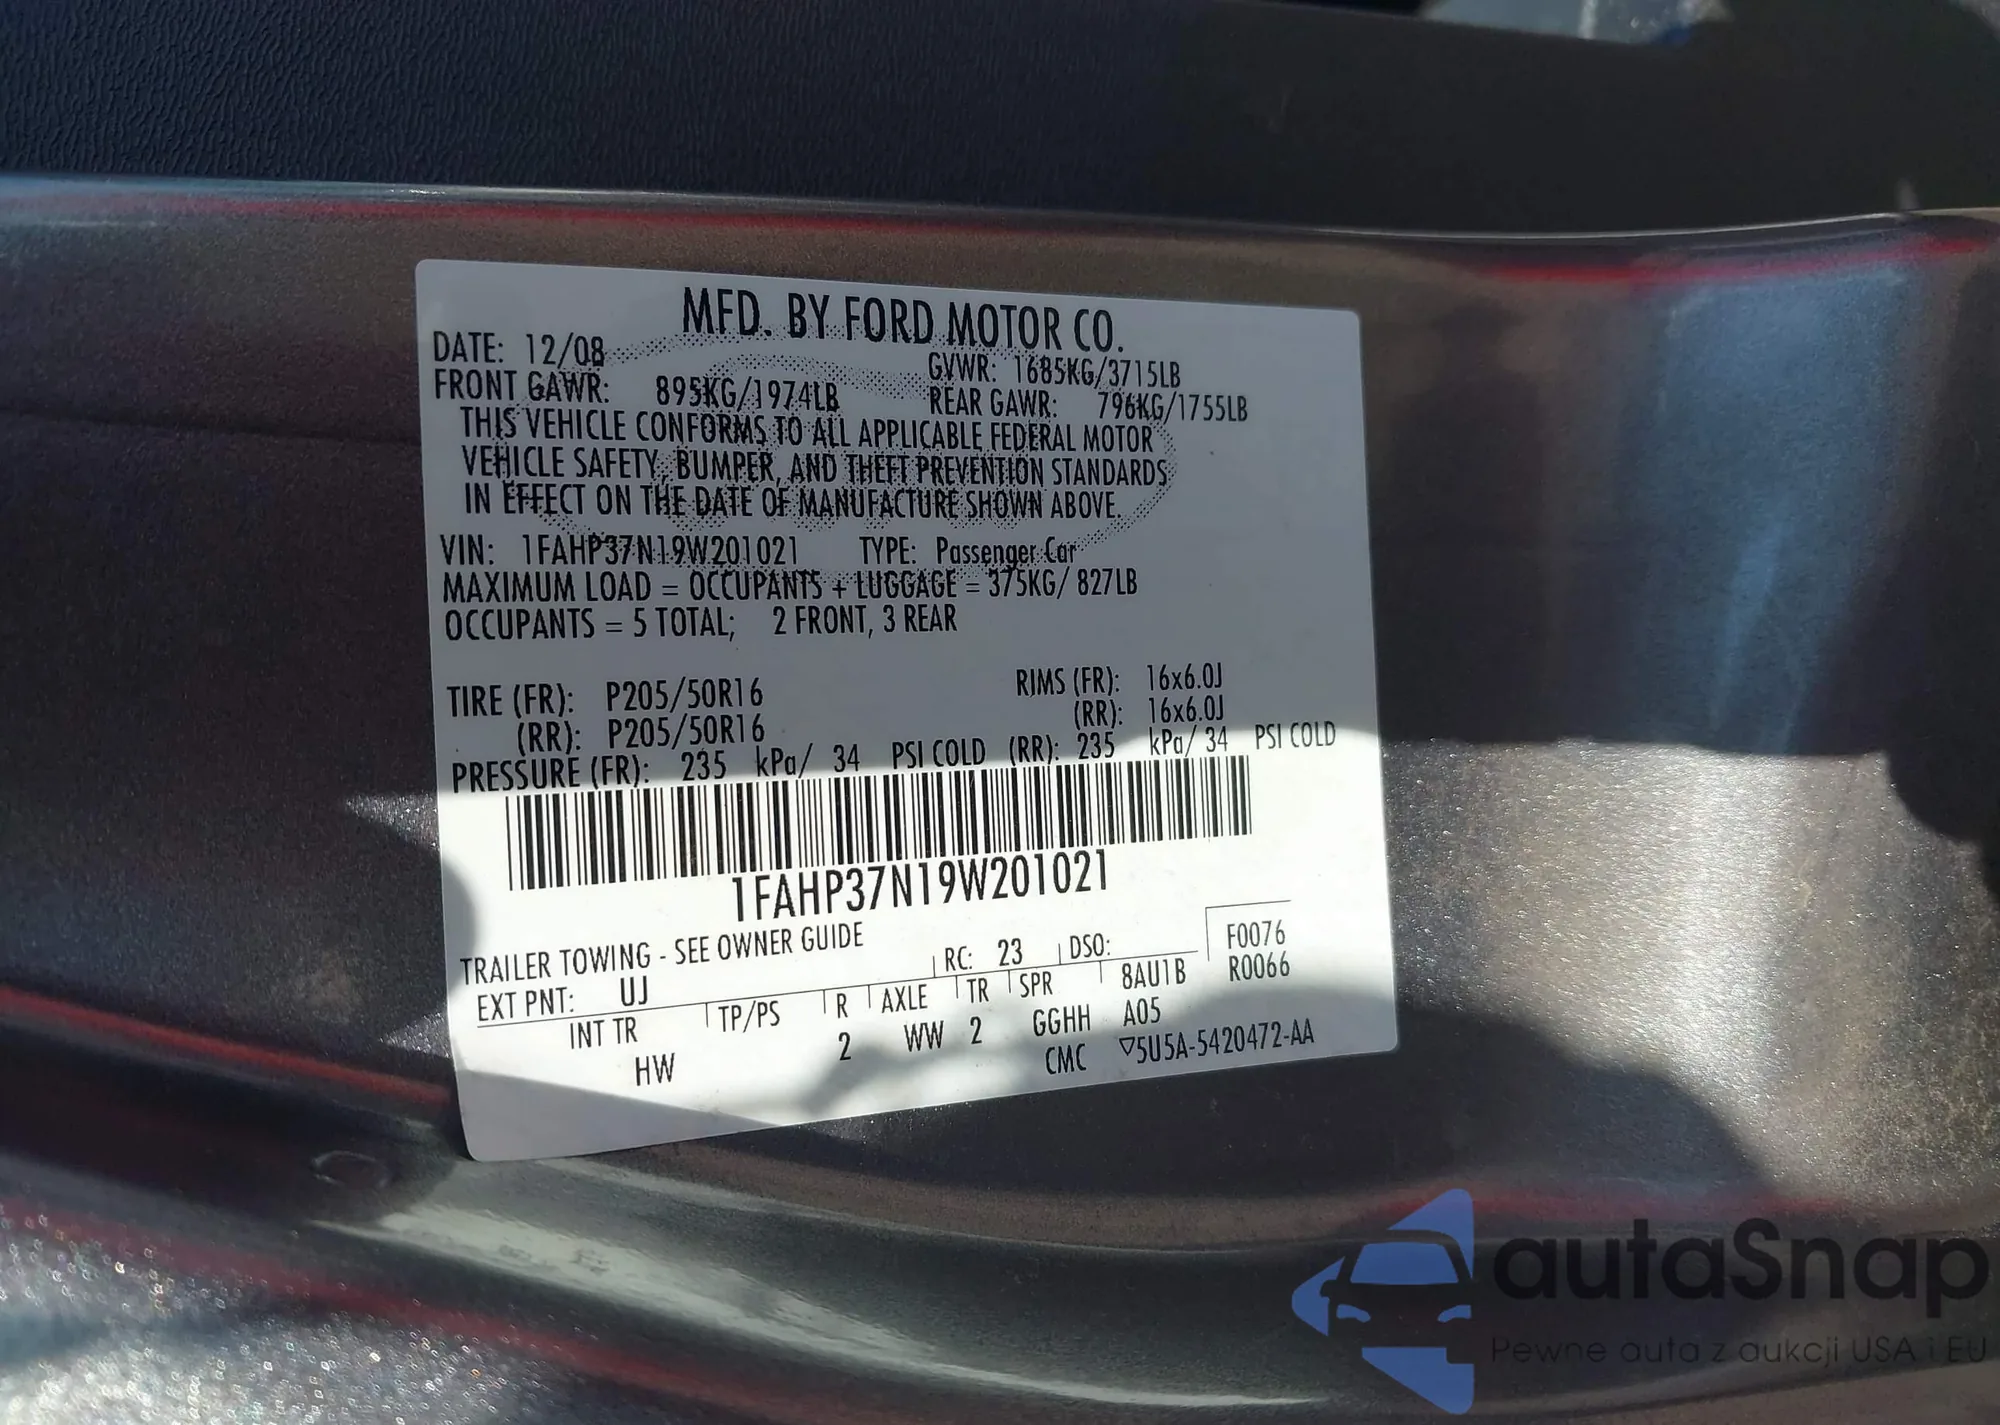 MFD. BY FORD MOTOR CO.
DATE: 12/08
GVWR: 1685KG/3715LB
FRONT GAWR: 895KG/1974LB
REAR GAWR: 796KG/1755LB
THIS VEHICLE CONFORMS TO ALL APPLICABLE FEDERAL MOTOR
VEHICLE SAFETY, BUMPER, AND THEFT PREVENTION STANDARDS
IN EFFECT ON THE DATE OF MANUFACTURE SHOWN ABOVE.
VIN: 1FAHP37N19W201021 TYPE: Passenger Car
MAXIMUM LOAD = OCCUPANTS + LUGGAGE = 375KG/ 827LB
OCCUPANTS = 5 TOTAL; 2 FRONT, 3 REAR
TIRE (FR): P205/50R16 RIMS (FR): 16x6.0J
(RR): P205/50R16 (RR): 16x6.0J
PRESSURE (FR): 235 kPa/ 34 PSI COLD (RR): 235 kPa/ 34 PSI COLD
1FAHP37N19W201021
TRAILER TOWING - SEE OWNER GUIDE
F0076
EXT PNT: UJ RC: 23 DSO:
R0066
INT TR TP/PS R AXLE TR SPR 8AU1B
HW 2 WW 2 GGHH A05
CMC ▽5U5A-5420472-AA
autaSnap
Pewne auta z aukcji USA i EU